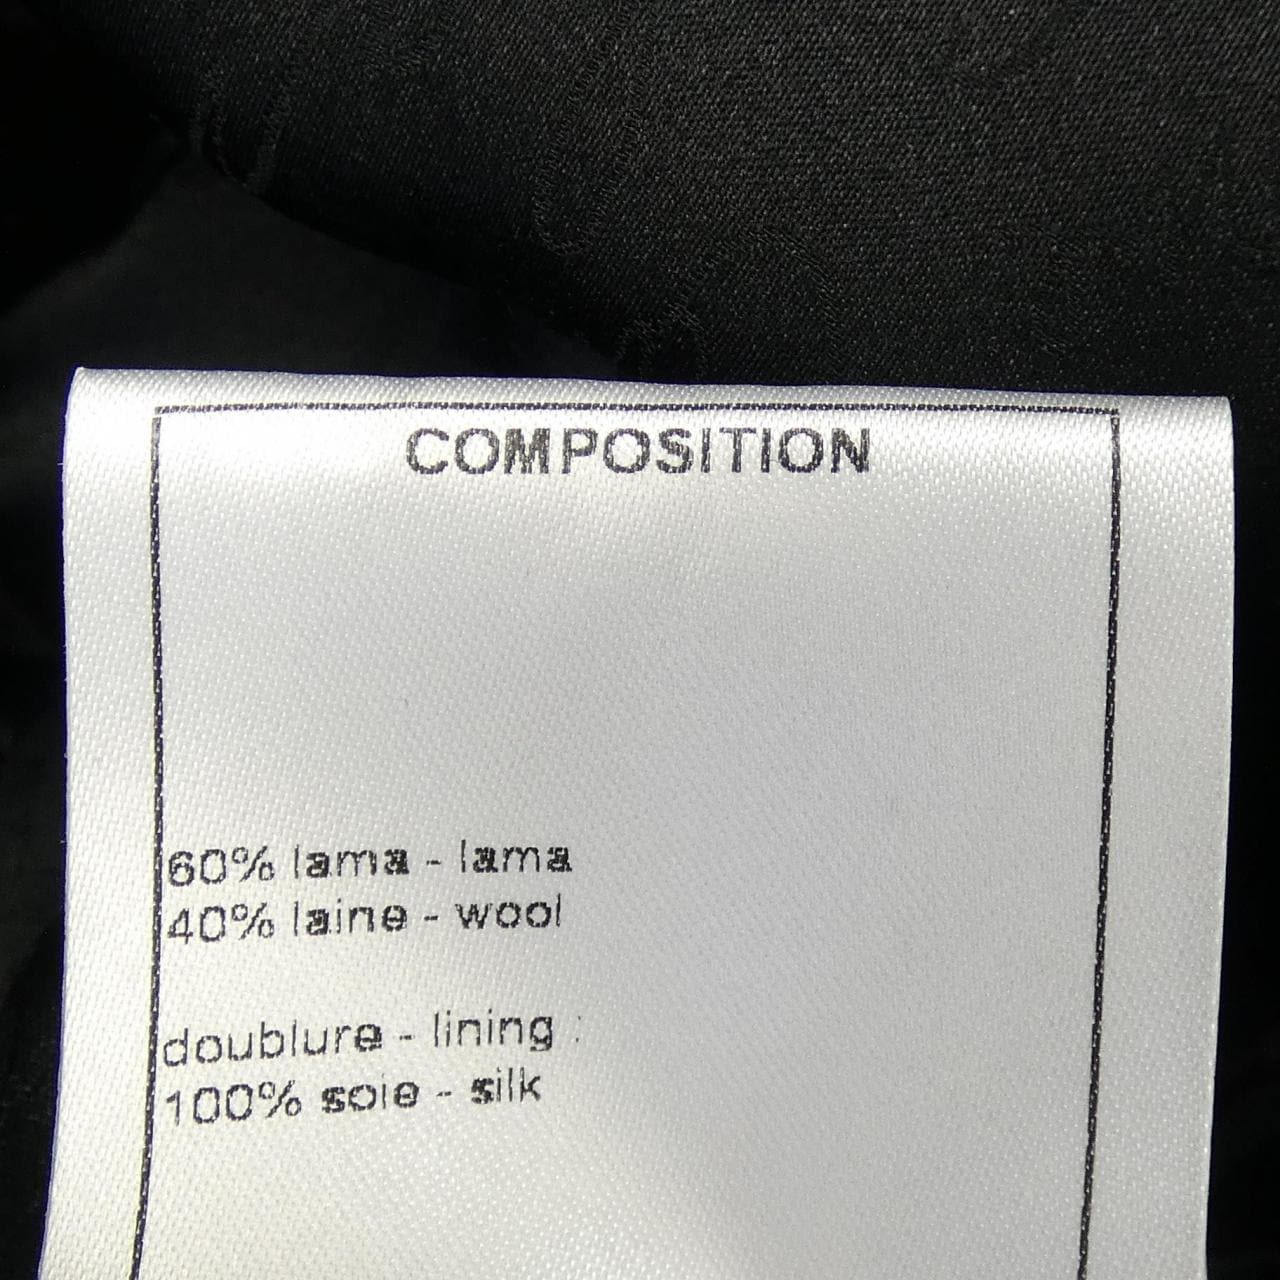 COMPOSITION
60% lama - lama
40% laine - wool
doublure - lining :
100% soie - silk